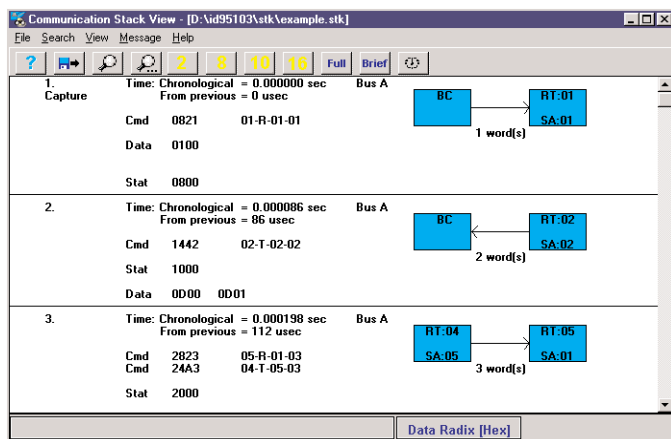 Communication Stack View - [D:\id95103\stk\example.stk]
File Search View Message Help
? 2 8 10 16 Full Brief
1. Time: Chronological = 0.000000 sec Bus A
Capture From previous = 0 usec
BC RT:01
Cmd 0821 01-R-01-01 SA:01
1 word(s)
Data 0100
Stat 0800
2. Time: Chronological = 0.000086 sec Bus A
From previous = 86 usec
BC RT:02
Cmd 1442 02-T-02-02 SA:02
2 word(s)
Stat 1000
Data 0D00 0D01
3. Time: Chronological = 0.000198 sec Bus A
From previous = 112 usec RT:04 RT:05
Cmd 2823 05-R-01-03 SA:05 SA:01
Cmd 24A3 04-T-05-03 3 word(s)
Stat 2000
Data Radix [Hex]